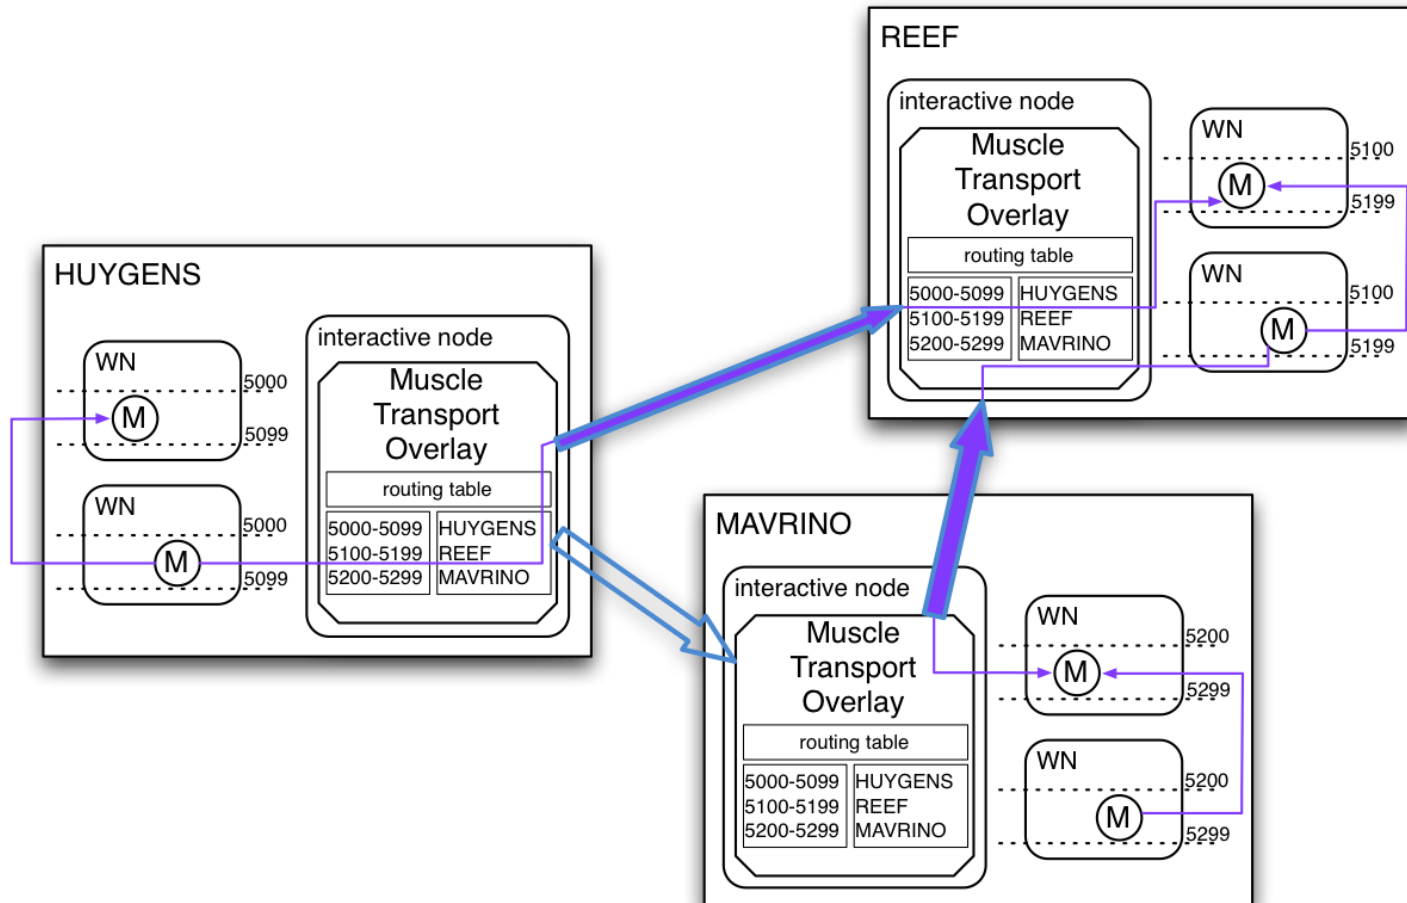 REEF
interactive node
Muscle
Transport
Overlay
routing table
5000-5099 HUYGENS
5100-5199 REEF
5200-5299 MAVRINO
WN
5100
M
5199
WN
5100
M
5199
HUYGENS
WN
5000
M
5099
WN
5000
M
5099
interactive node
Muscle
Transport
Overlay
routing table
5000-5099 HUYGENS
5100-5199 REEF
5200-5299 MAVRINO
MAVRINO
interactive node
Muscle
Transport
Overlay
routing table
5000-5099 HUYGENS
5100-5199 REEF
5200-5299 MAVRINO
WN
5200
M
5299
WN
5200
M
5299